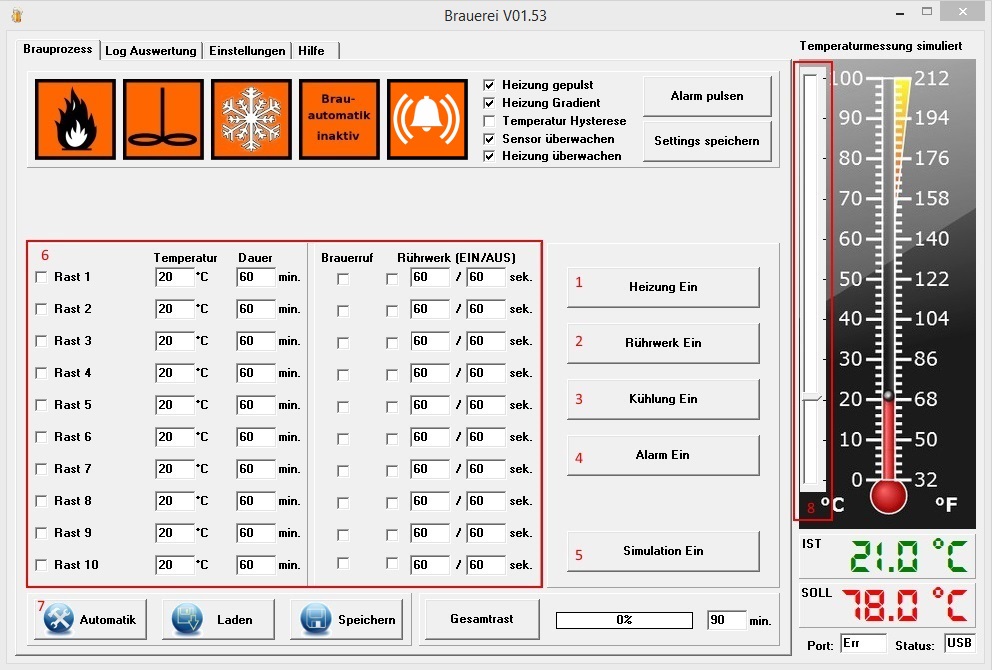 Brauerei V01.53
Brauprozess Log Auswertung Einstellungen Hilfe
Temperaturmessung simuliert
Brau-
automatik
inaktiv
Heizung gepulst
Heizung Gradient
Temperatur Hysterese
Sensor überwachen
Heizung überwachen
Alarm pulsen
Settings speichern
6
Temperatur Dauer Brauerruf Rührwerk (EIN/AUS)
Rast 1 20 °C 60 min. 60 / 60 sek.
Rast 2 20 °C 60 min. 60 / 60 sek.
Rast 3 20 °C 60 min. 60 / 60 sek.
Rast 4 20 °C 60 min. 60 / 60 sek.
Rast 5 20 °C 60 min. 60 / 60 sek.
Rast 6 20 °C 60 min. 60 / 60 sek.
Rast 7 20 °C 60 min. 60 / 60 sek.
Rast 8 20 °C 60 min. 60 / 60 sek.
Rast 9 20 °C 60 min. 60 / 60 sek.
Rast 10 20 °C 60 min. 60 / 60 sek.
1 Heizung Ein
2 Rührwerk Ein
3 Kühlung Ein
4 Alarm Ein
5 Simulation Ein
7 Automatik Laden Speichern Gesamtrast 0% 90 min.
100 212
90 194
80 176
70 158
60 140
50 122
40 104
30 86
20 68
10 50
0 32
8 °C °F
IST 21.0 °C
SOLL 78.0 °C
Port: Err Status: USB